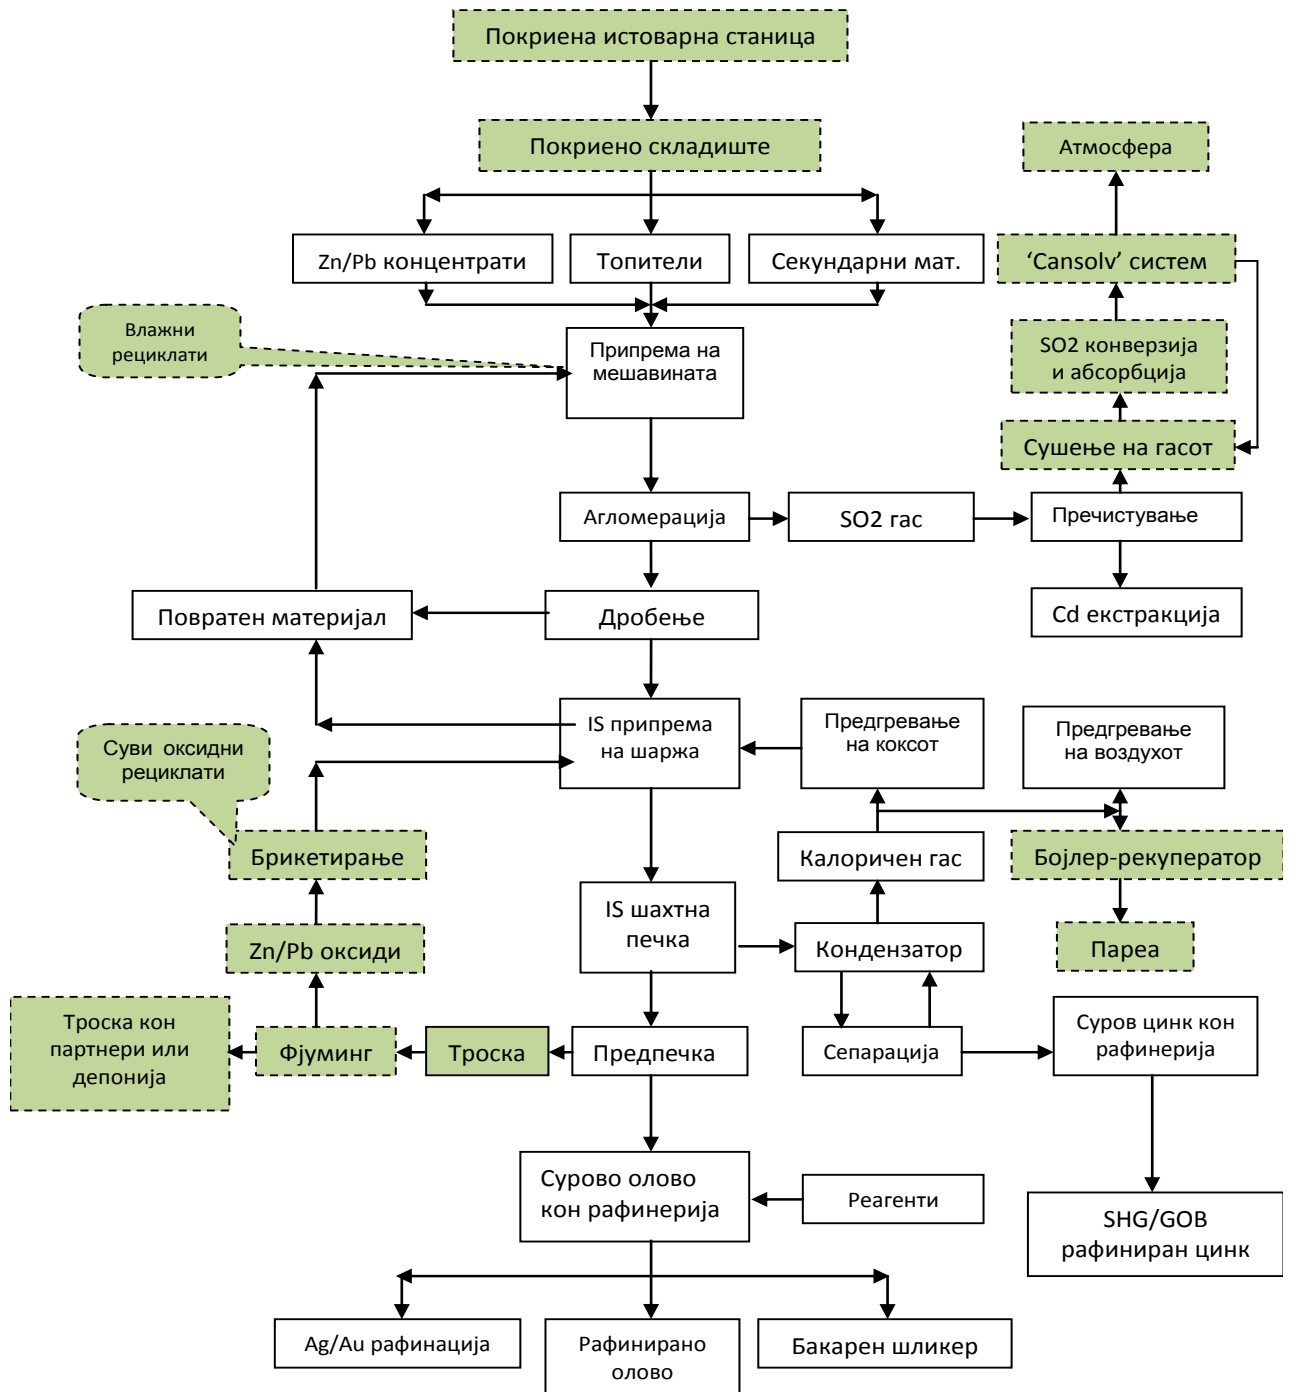 Покриена истоварна станица
Покриено складиште
Атмосфера
Zn/Pb концентрати
Топители
Секундарни мат.
‘Cansolv’ систем
Влажни
рециклати
Припрема на
мешавината
SO2 конверзија
и абсорбција
Сушење на гасот
Агломерација
SO2 гас
Пречистување
Повратен материјал
Дробење
Cd екстракција
IS припрема
на шаржа
Предгревање
на коксот
Предгревање
на воздухот
Суви оксидни
рециклати
Брикетирање
Калоричен гас
Бојлер-рекуператор
IS шахтна
печка
Zn/Pb оксиди
Кондензатор
Пареа
Троска кон
партнери или
депонија
Фјуминг
Троска
Предпечка
Сепарација
Суров цинк кон
рафинерија
Сурово олово
кон рафинерија
Реагенти
SHG/GOB
рафиниран цинк
Ag/Au рафинација
Рафинирано
олово
Бакарен шликер